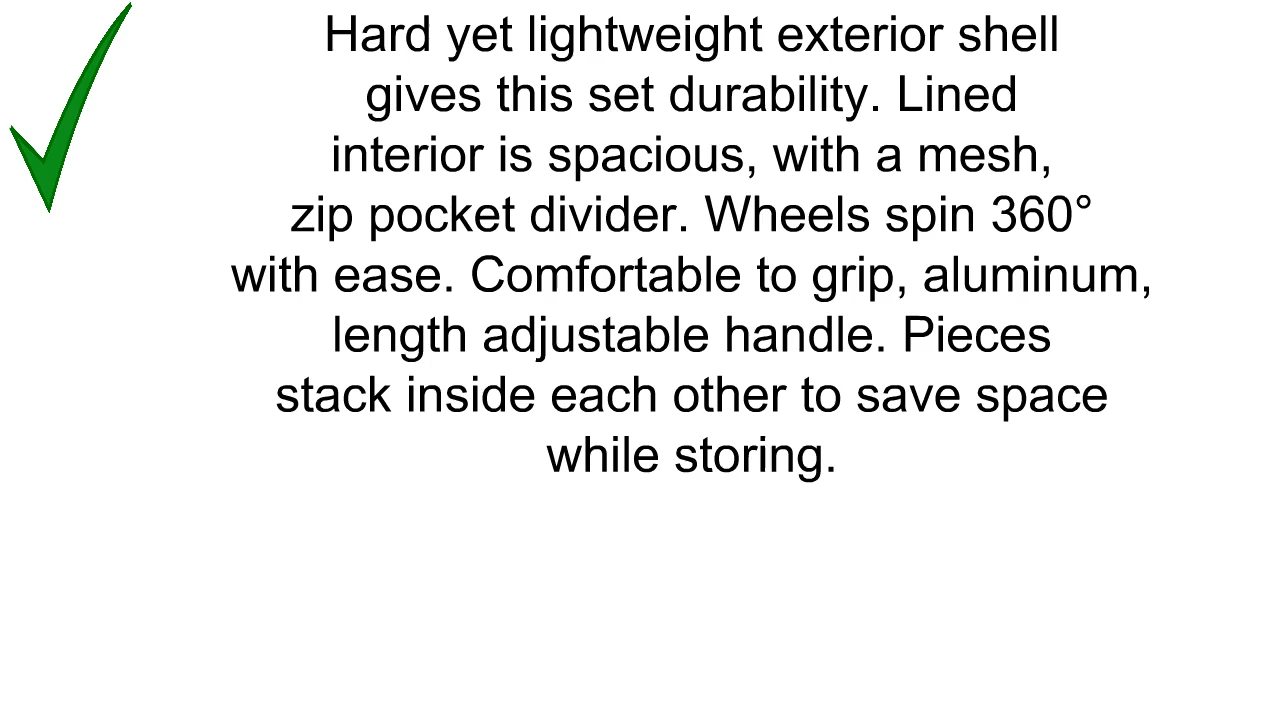 Hard yet lightweight exterior shell
gives this set durability. Lined
interior is spacious, with a mesh,
zip pocket divider. Wheels spin 360°
with ease. Comfortable to grip, aluminum,
length adjustable handle. Pieces
stack inside each other to save space
while storing.